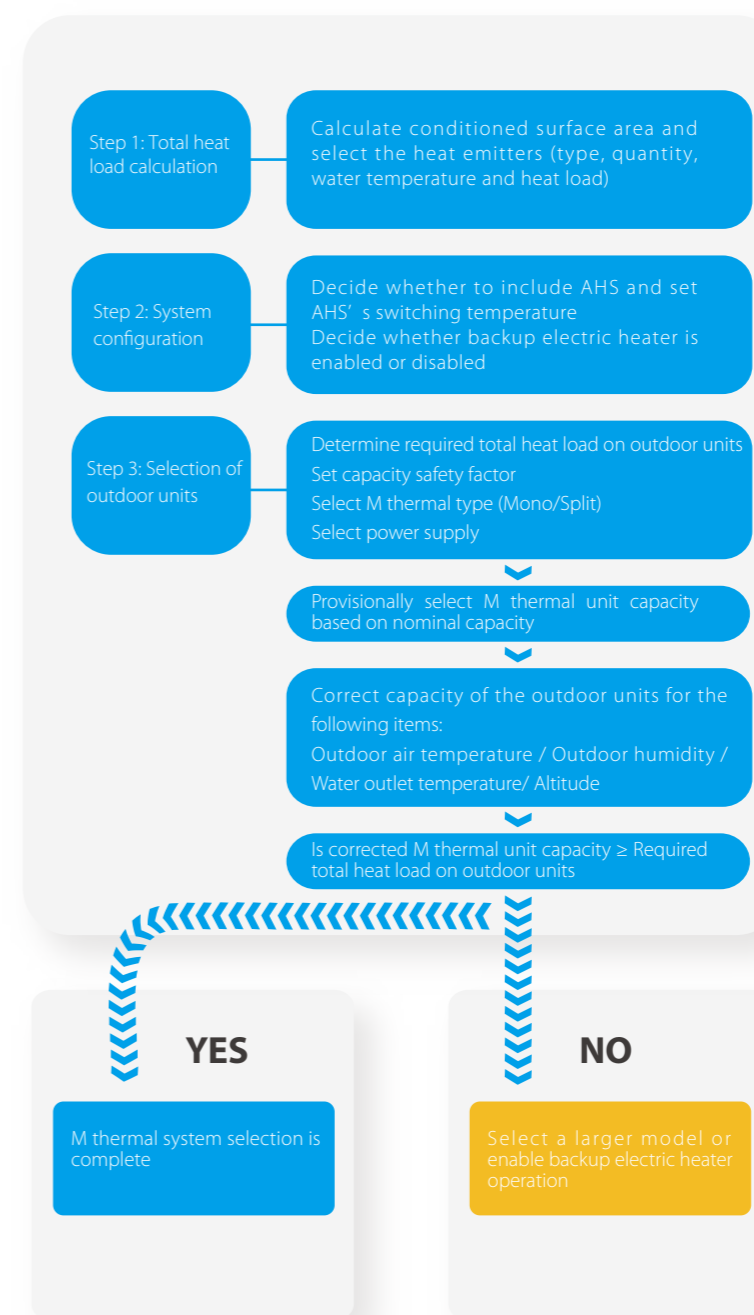 Step 1: Total heat
load calculation
Calculate conditioned surface area and
select the heat emitters (type, quantity,
water temperature and heat load)
Step 2: System
configuration
Decide whether to include AHS and set
AHS’ s switching temperature
Decide whether backup electric heater is
enabled or disabled
Step 3: Selection of
outdoor units
Determine required total heat load on outdoor units
Set capacity safety factor
Select M thermal type (Mono/Split)
Select power supply
Provisionally select M thermal unit capacity
based on nominal capacity
Correct capacity of the outdoor units for the
following items:
Outdoor air temperature / Outdoor humidity /
Water outlet temperature/ Altitude
Is corrected M thermal unit capacity ≥ Required
total heat load on outdoor units
YES
M thermal system selection is
complete
NO
Select a larger model or
enable backup electric heater
operation